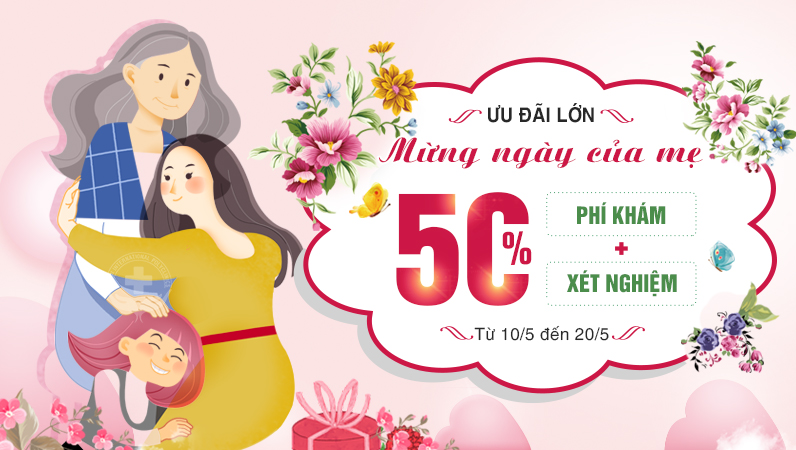 ƯU ĐÃI LỚN
Mừng ngày của mẹ
50%
PHÍ KHÁM
+
XÉT NGHIỆM
Từ 10/5 đến 20/5